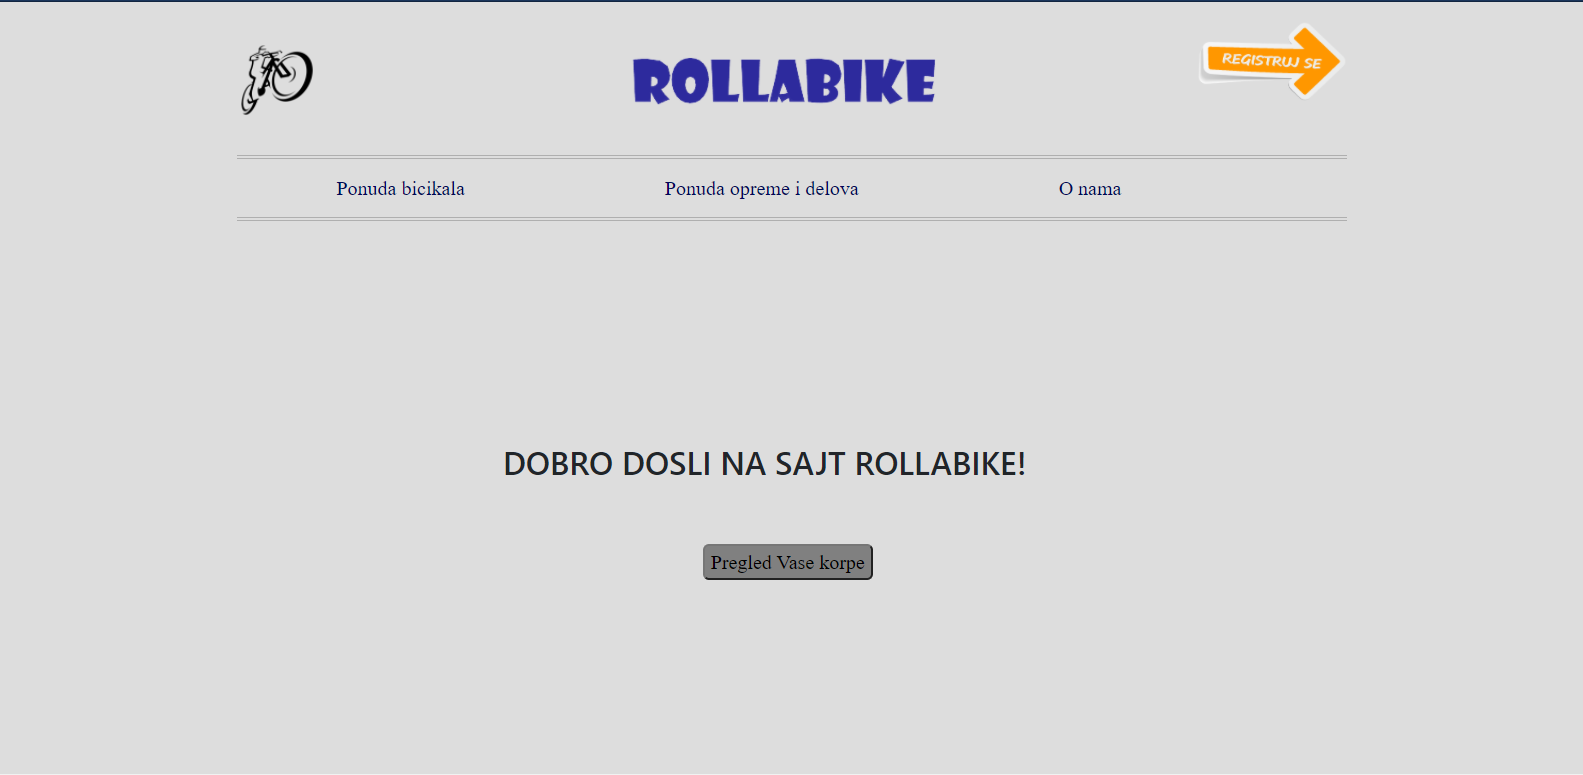 ROLLABIKE
REGISTRUJ SE
Ponuda bicikala
Ponuda opreme i delova
O nama
DOBRO DOSLI NA SAJT ROLLABIKE!
Pregled Vase korpe